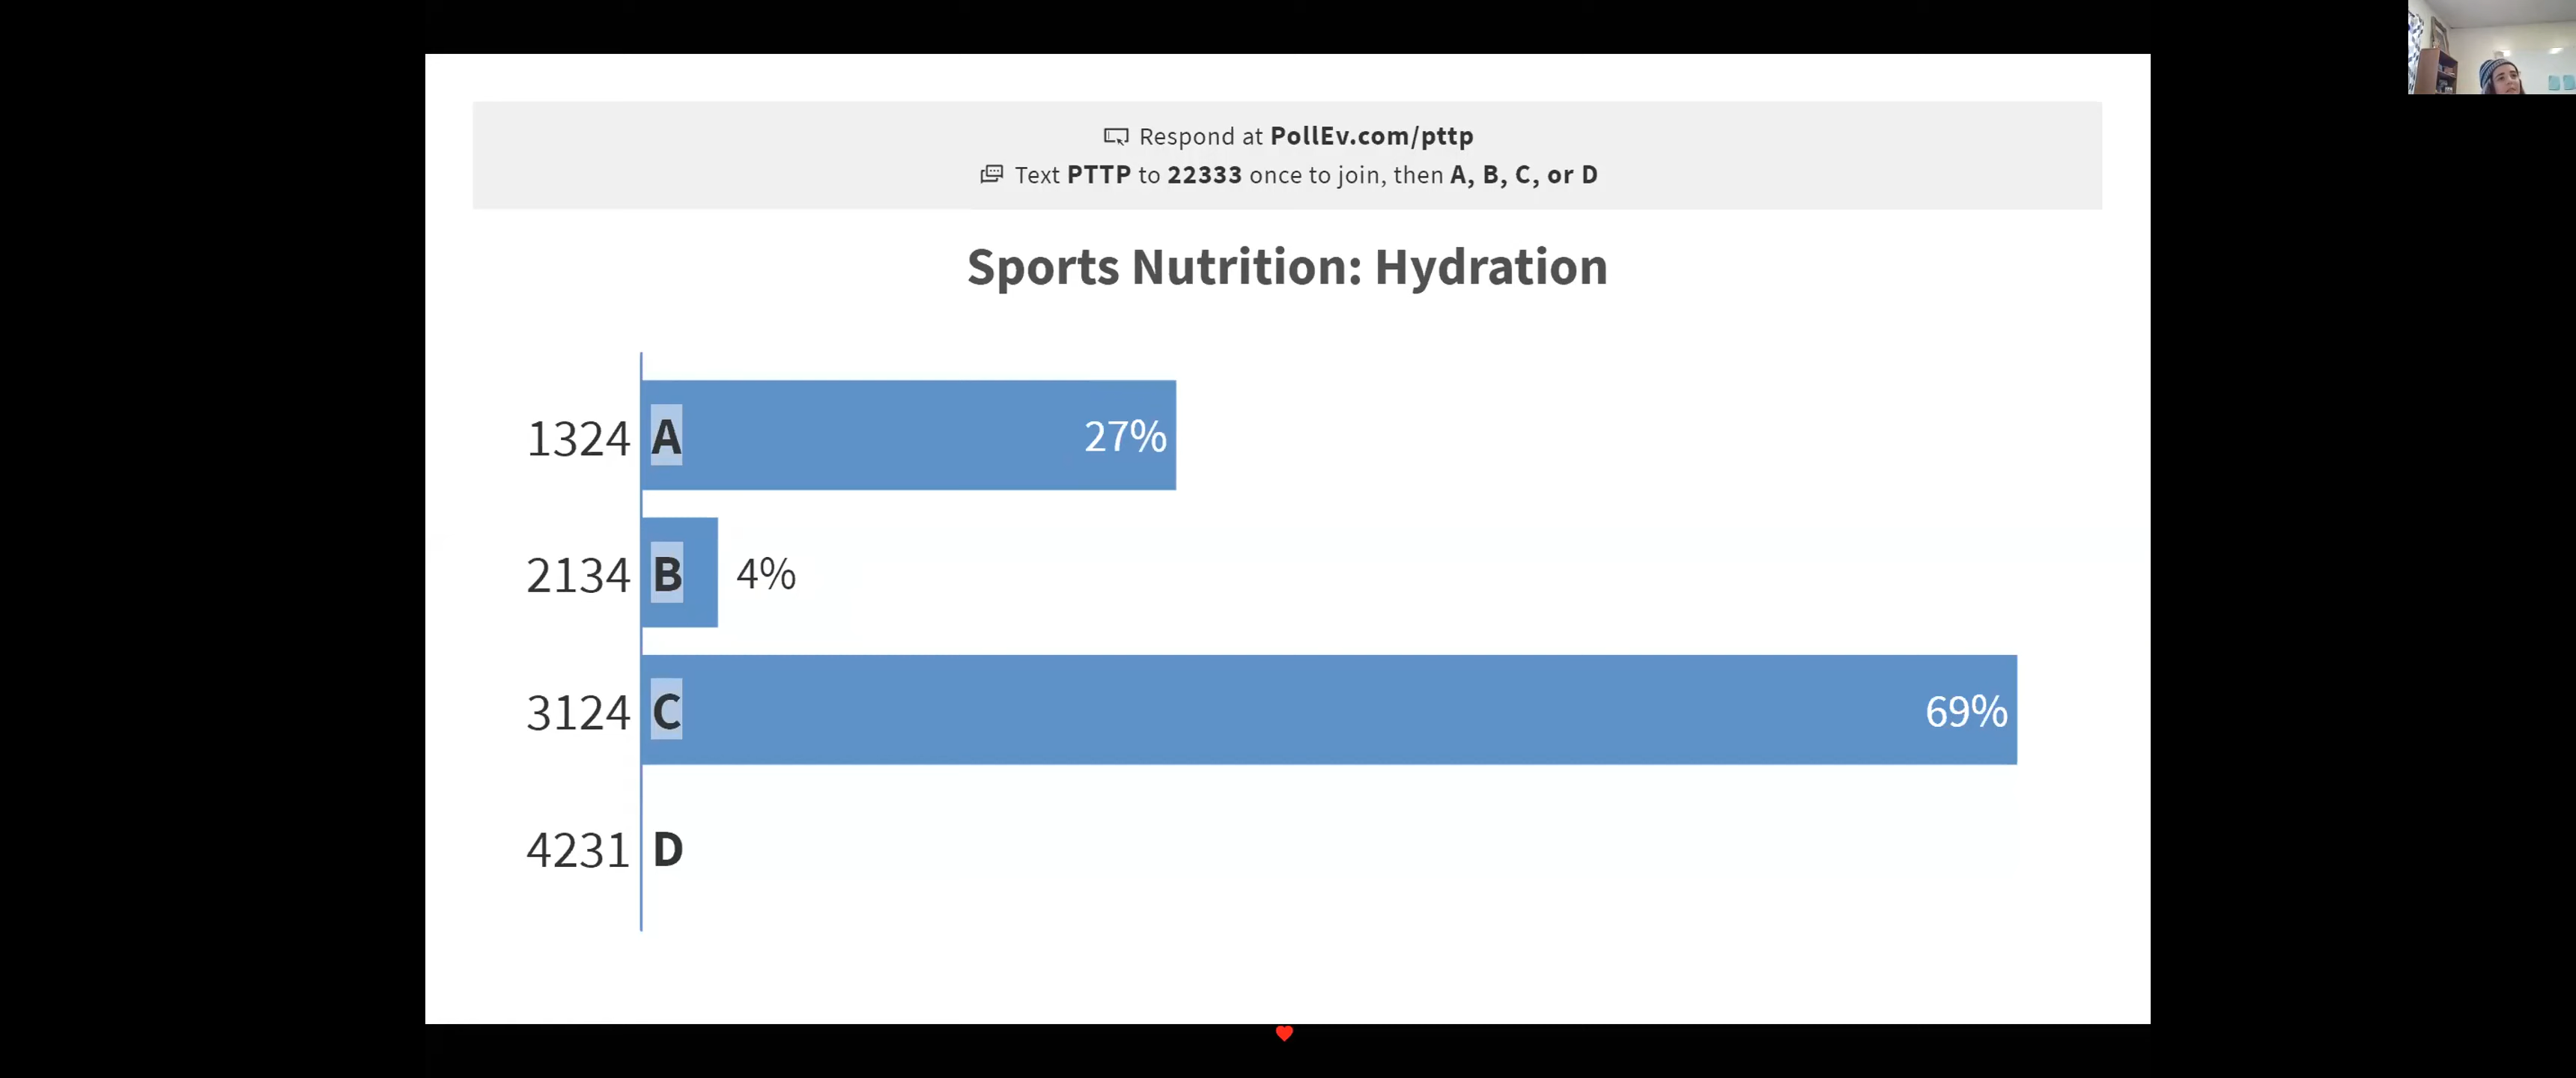 Respond at PollEv.com/pttp
Text PTTP to 22333 once to join, then A, B, C, or D
Sports Nutrition: Hydration
1324 A 27%
2134 B 4%
3124 C 69%
4231 D